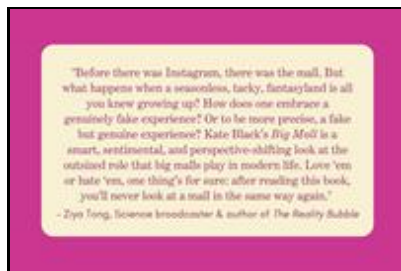 "Before there was Instagram, there was the mall. But
what happens when a seasonless, tacky, fantasyland is all
you knew growing up? How does one embrace a
genuinely fake experience? Or to be more precise, a fake
but genuine experience? Kate Black's Big Mall is a
smart, sentimental, and perspective-shifting look at the
outsized role that big malls play in modern life. Love 'em
or hate 'em, one thing's for sure: after reading this book,
you'll never look at a mall in the same way again."
- Ziya Tong, Science broadcaster & author of The Reality Bubble